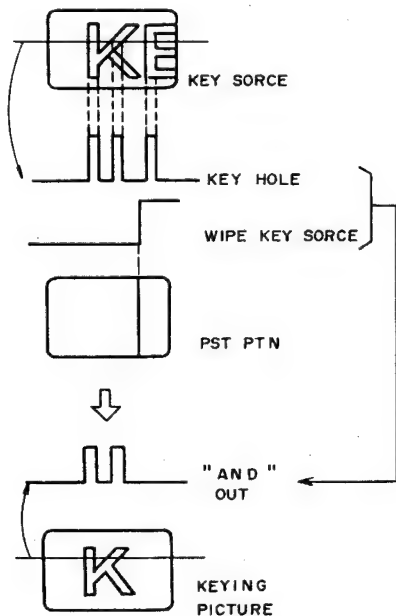 KE
KEY SORCE
KEY HOLE
WIPE KEY SORCE
PST PTN
"AND"
OUT
K
KEYING
PICTURE